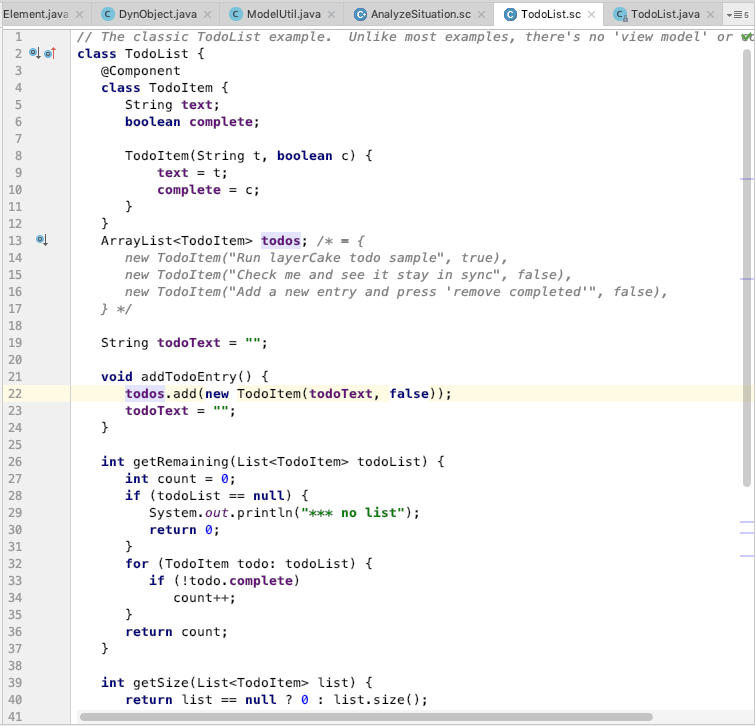 Element.java DynObject.java ModelUtil.java AnalyzeSituation.sc TodoList.sc TodoList.java 5
1 // The classic TodoList example.  Unlike most examples, there's no 'view model' or
2 class TodoList {
3    @Component
4    class TodoItem {
5       String text;
6       boolean complete;
7
8       TodoItem(String t, boolean c) {
9           text = t;
10           complete = c;
11       }
12    }
13    ArrayList<TodoItem> todos; /* = {
14       new TodoItem("Run layerCake todo sample", true),
15       new TodoItem("Check me and see it stay in sync", false),
16       new TodoItem("Add a new entry and press 'remove completed'", false),
17    } */
18
19    String todoText = "";
20
21    void addTodoEntry() {
22       todos.add(new TodoItem(todoText, false));
23       todoText = "";
24    }
25
26    int getRemaining(List<TodoItem> todoList) {
27       int count = 0;
28       if (todoList == null) {
29          System.out.println("*** no list");
30          return 0;
31       }
32       for (TodoItem todo: todoList) {
33          if (!todo.complete)
34             count++;
35       }
36       return count;
37    }
38
39    int getSize(List<TodoItem> list) {
40       return list == null ? 0 : list.size();
41